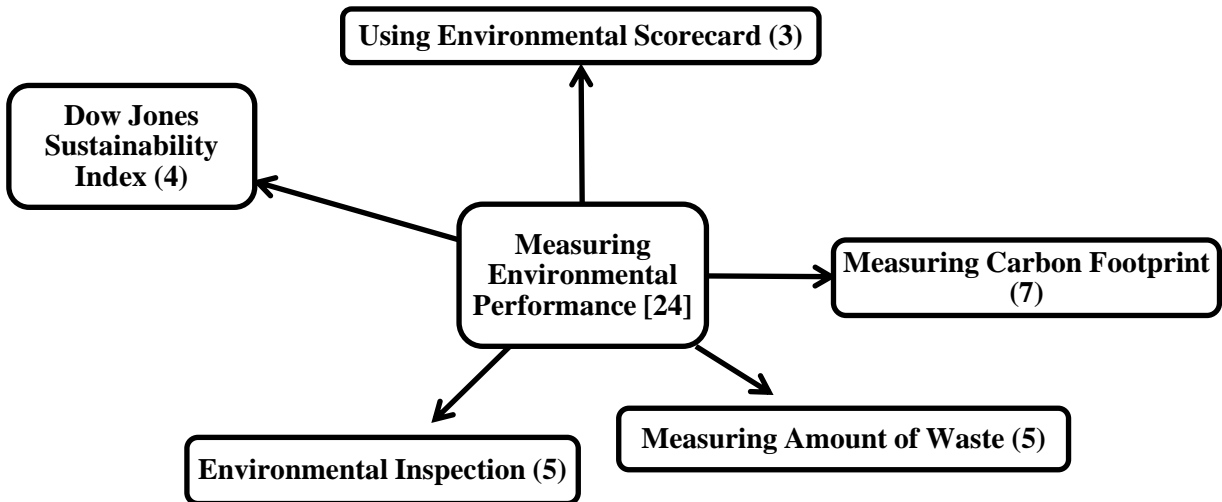 Using Environmental Scorecard (3)
Dow Jones
Sustainability
Index (4)
Measuring
Environmental
Performance [24]
Measuring Carbon Footprint
(7)
Measuring Amount of Waste (5)
Environmental Inspection (5)